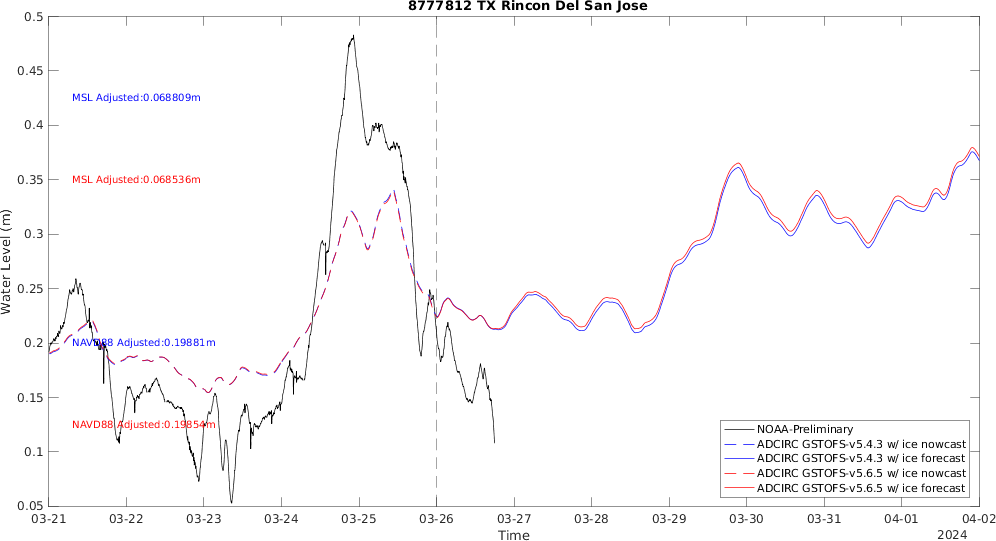 8777812 TX Rincon Del San Jose
Water Level (m)
0.5
0.45
0.4
0.35
0.3
0.25
0.2
0.15
0.1
0.05
MSL Adjusted:0.068809m
MSL Adjusted:0.068536m
NAVD88 Adjusted:0.19881m
NAVD88 Adjusted:0.19854m
NOAA-Preliminary
ADCIRC GSTOFS-v5.4.3 w/ ice nowcast
ADCIRC GSTOFS-v5.4.3 w/ ice forecast
ADCIRC GSTOFS-v5.6.5 w/ ice nowcast
ADCIRC GSTOFS-v5.6.5 w/ ice forecast
03-21 03-22 03-23 03-24 03-25 03-26 03-27 03-28 03-29 03-30 03-31 04-01 04-02
Time
2024